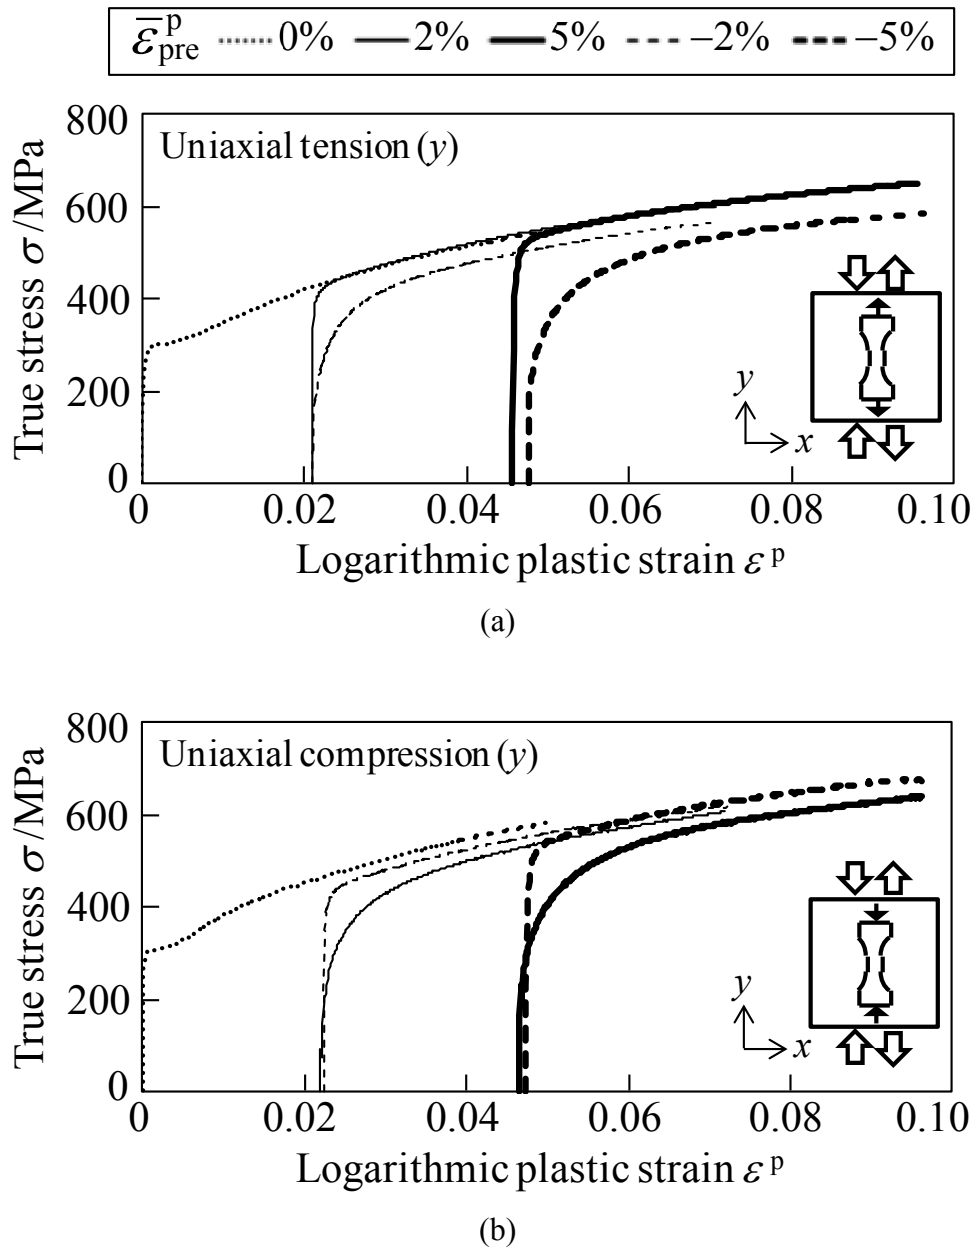 ε̅ᵖpre 0% 2% 5% −2% −5%
800
Uniaxial tension (y)
600
400
200
0
True stress σ /MPa
y
x
0 0.02 0.04 0.06 0.08 0.10
Logarithmic plastic strain ε p
(a)
800
Uniaxial compression (y)
600
400
200
0
True stress σ /MPa
y
x
0 0.02 0.04 0.06 0.08 0.10
Logarithmic plastic strain ε p
(b)